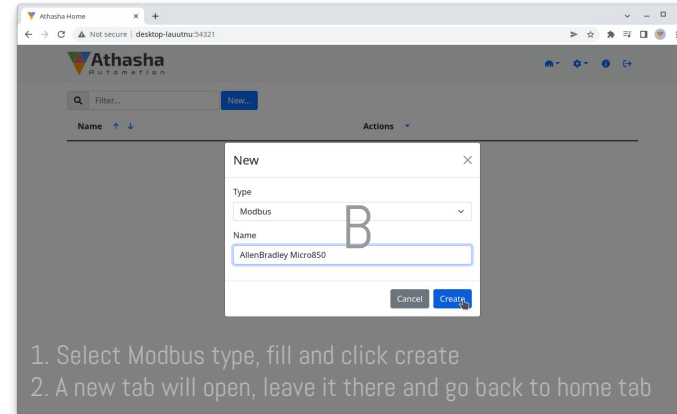 Athasha Home
Not secure | desktop-lauutnu:54321
Athasha
Automation
Filter...
New...
Name
Actions
New
Type
Modbus
B
Name
AllenBradley Micro850
Cancel
Create
1. Select Modbus type, fill and click create
2. A new tab will open, leave it there and go back to home tab